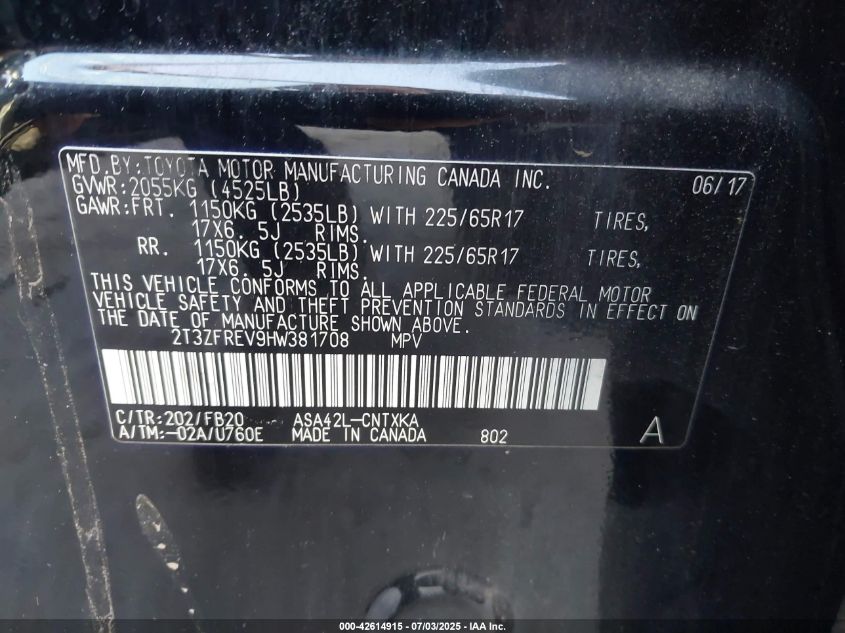 MFD.BY:TOYOTA MOTOR MANUFACTURING CANADA INC. 06/17
GVWR:2055KG (4525LB)
GAWR:FRT. 1150KG (2535LB) WITH 225/65R17 TIRES,
17X6. 5J RIMS.
RR. 1150KG (2535LB) WITH 225/65R17 TIRES,
17X6. 5J RIMS.
THIS VEHICLE CONFORMS TO ALL APPLICABLE FEDERAL MOTOR
VEHICLE SAFETY AND THEFT PREVENTION STANDARDS IN EFFECT ON
THE DATE OF MANUFACTURE SHOWN ABOVE.
2T3ZFREV9HW381708 MPV
C/TR:202/FB20 ASA42L-CNTXKA
A/TM:-02A/U760E MADE IN CANADA 802 A
000-42614915 - 07/03/2025 - IAA Inc.